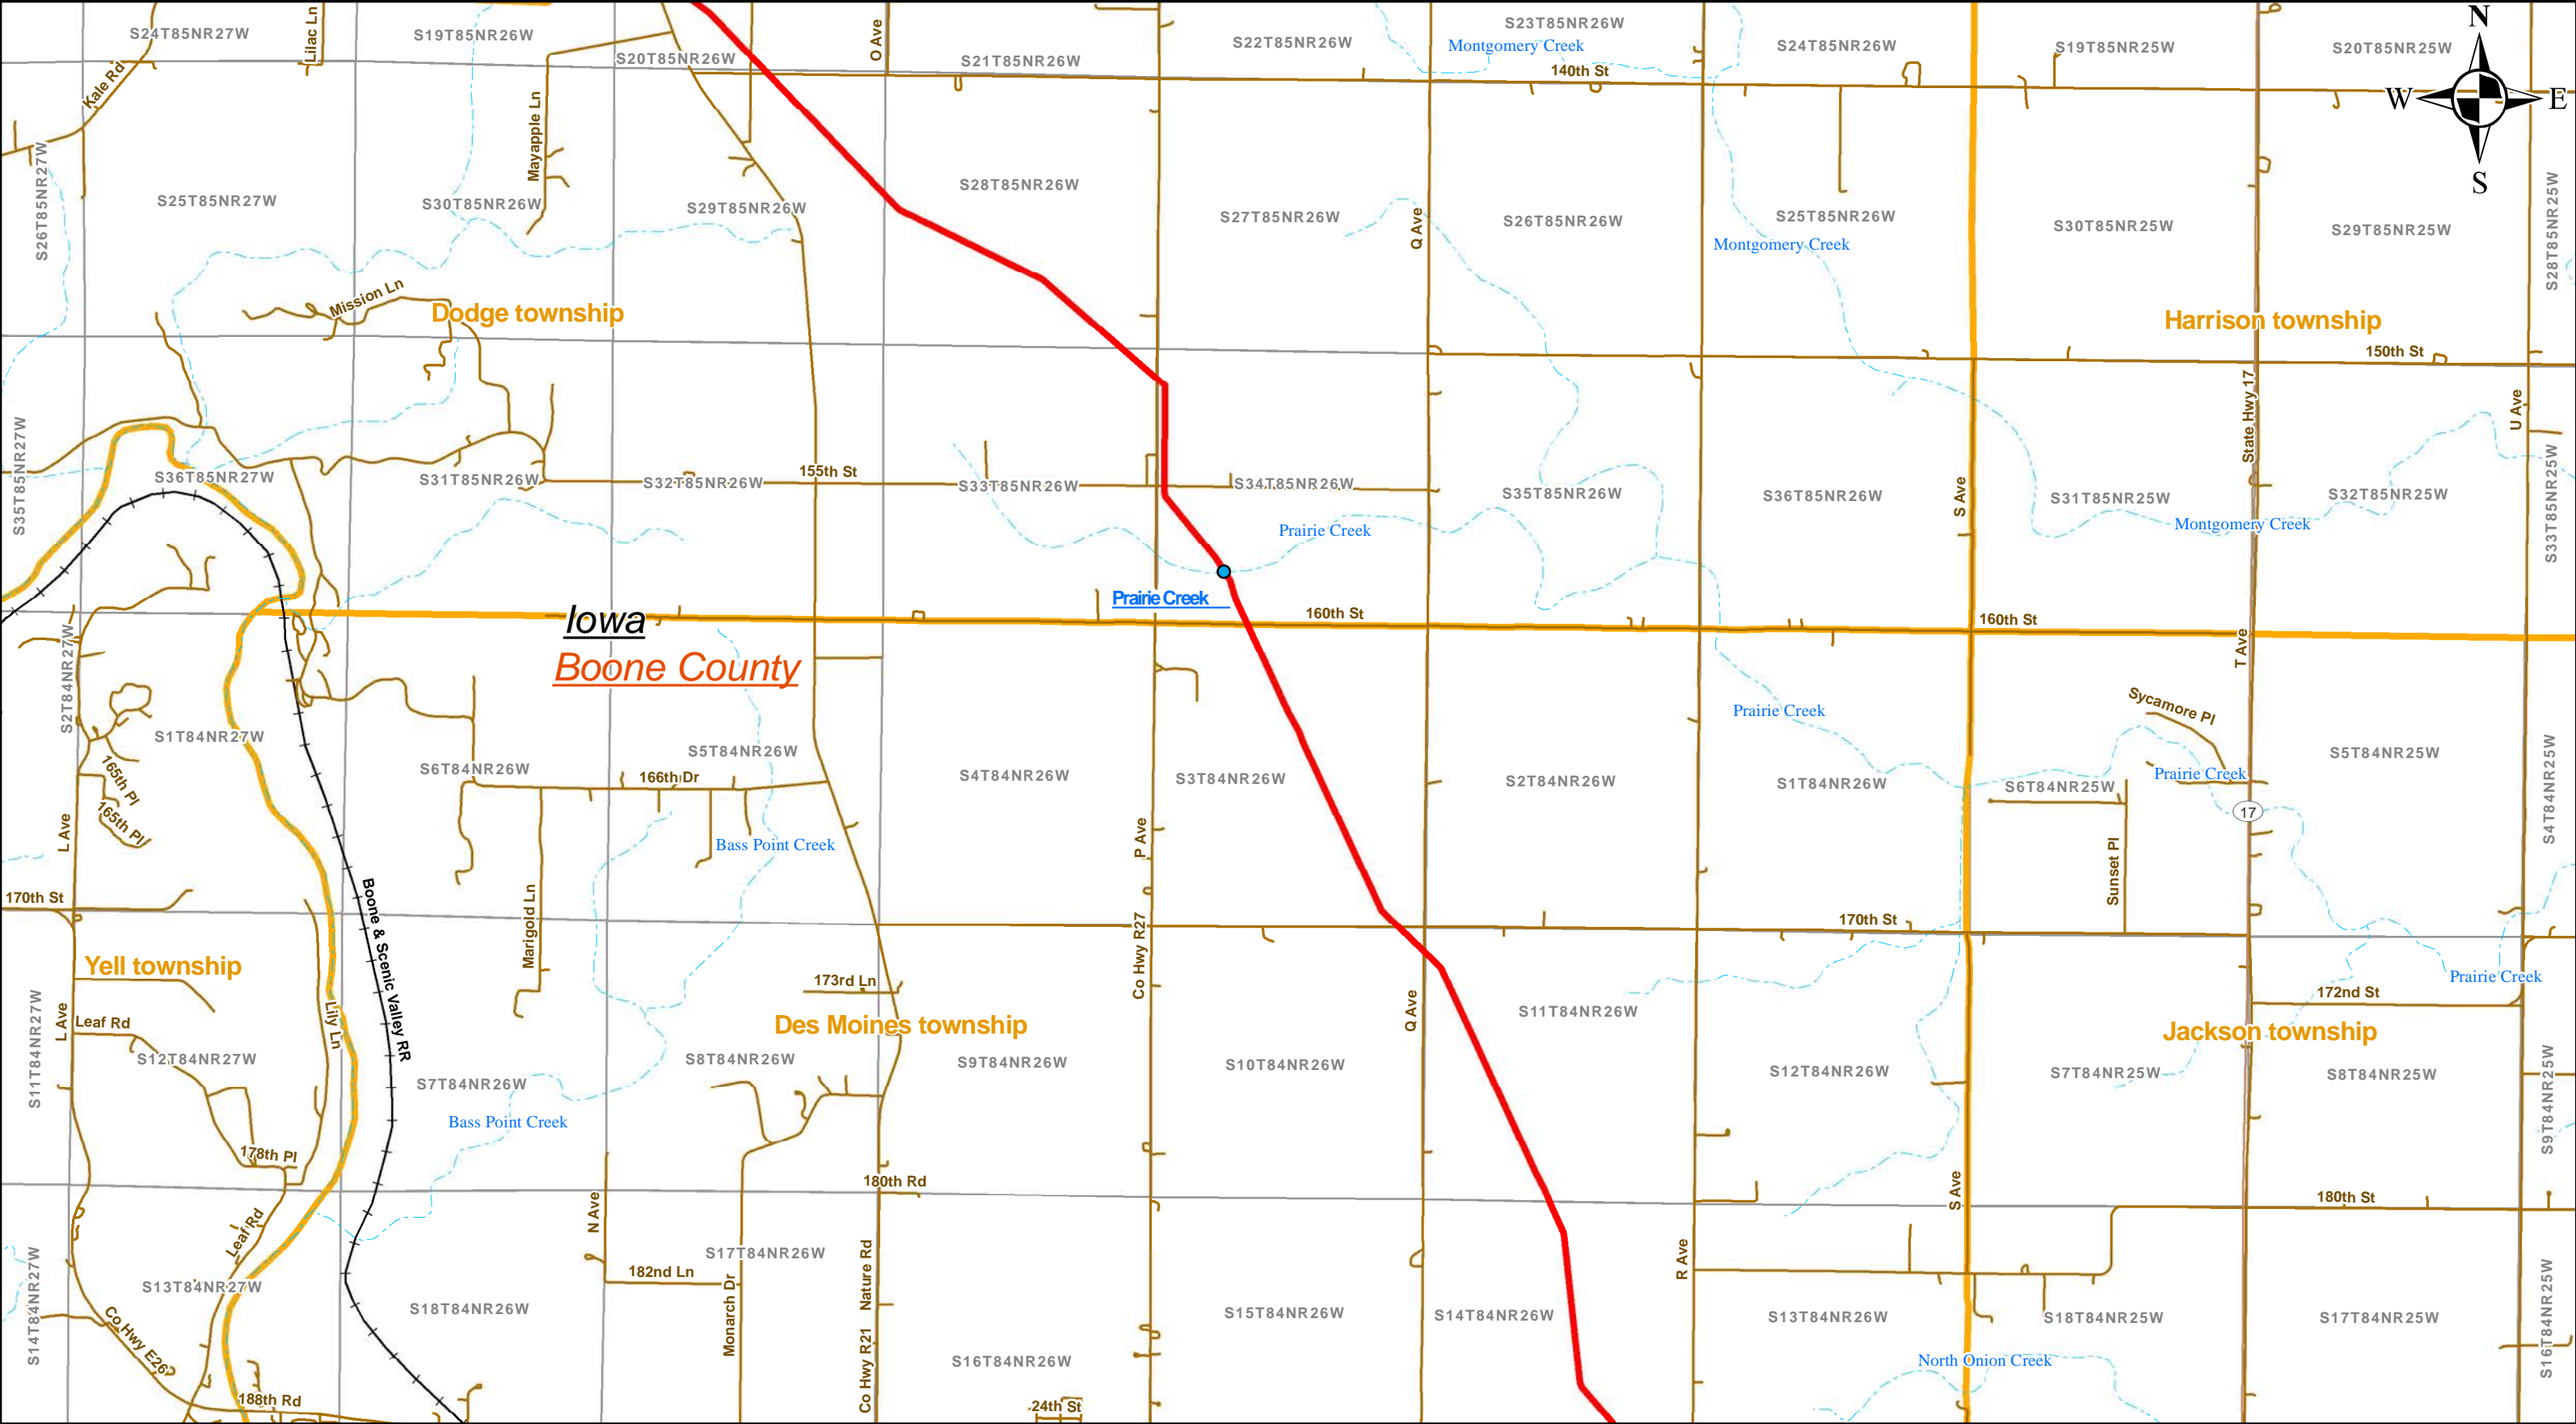 S24T85NR27W
Lilac Ln
S19T85NR26W
S20T85NR26W
O Ave
S21T85NR26W
S22T85NR26W
S23T85NR26W
Montgomery Creek
S24T85NR26W
S19T85NR25W
S20T85NR25W
N
W
E
S
Kale Rd
140th St
Mayapple Ln
S26T85NR27W
S25T85NR27W
S30T85NR26W
S29T85NR26W
S28T85NR26W
S27T85NR26W
Q Ave
S26T85NR26W
S25T85NR26W
Montgomery Creek
S30T85NR25W
S29T85NR25W
S28T85NR25W
Mission Ln
Dodge township
Harrison township
150th St
State Hwy 17
U Ave
S35T85NR27W
S36T85NR27W
S31T85NR26W
S32T85NR26W
155th St
S33T85NR26W
S34T85NR26W
S35T85NR26W
S36T85NR26W
S Ave
S31T85NR25W
S32T85NR25W
S33T85NR25W
Montgomery Creek
Prairie Creek
Prairie Creek
Iowa
160th St
160th St
Boone County
T Ave
S2T84NR27W
S1T84NR27W
165th Pl
165th Pl
L Ave
S6T84NR26W
S5T84NR26W
166th Dr
S4T84NR26W
S3T84NR26W
S2T84NR26W
Prairie Creek
S1T84NR26W
Sycamore Pl
Prairie Creek
S6T84NR25W
S5T84NR25W
17
S4T84NR25W
Bass Point Creek
P Ave
Sunset Pl
170th St
Marigold Ln
Boone & Scenic Valley RR
170th St
Yell township
173rd Ln
Co Hwy R27
Prairie Creek
172nd St
L Ave
Leaf Rd
Lily Ln
Des Moines township
Q Ave
S11T84NR26W
Jackson township
S11T84NR27W
S12T84NR27W
S7T84NR26W
S8T84NR26W
S9T84NR26W
S10T84NR26W
S12T84NR26W
S7T84NR25W
S8T84NR25W
S9T84NR25W
Bass Point Creek
178th Pl
180th Rd
S Ave
180th St
Leaf Rd
N Ave
Nature Rd
R Ave
S17T84NR26W
182nd Ln
S14T84NR27W
S13T84NR27W
S18T84NR26W
Monarch Dr
Co Hwy R21
S15T84NR26W
S14T84NR26W
S13T84NR26W
S18T84NR25W
S17T84NR25W
S16T84NR25W
Co Hwy E26
S16T84NR26W
North Onion Creek
188th Rd
24th St